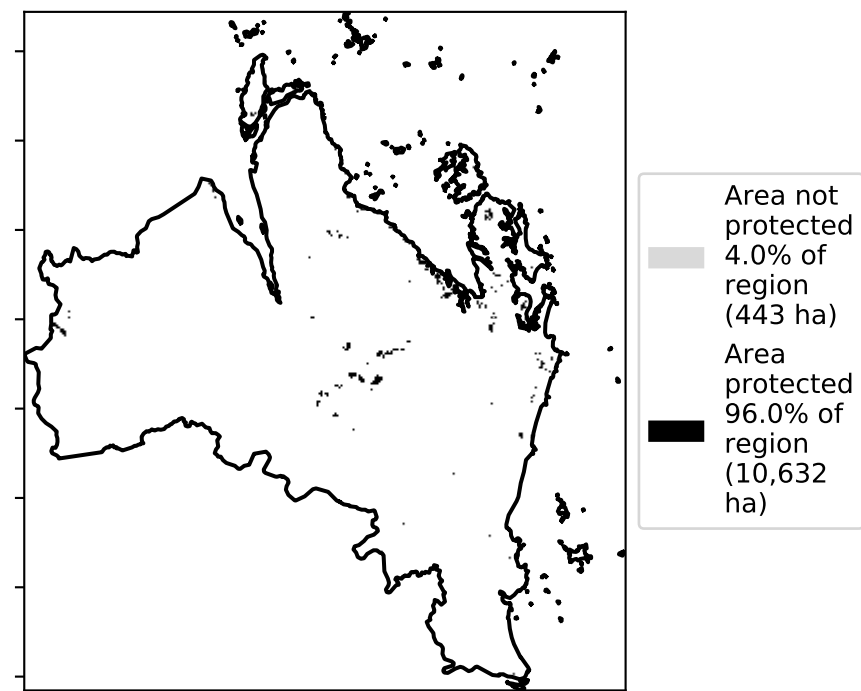 Area not
protected
4.0% of
region
(443 ha)
Area
protected
96.0% of
region
(10,632
ha)